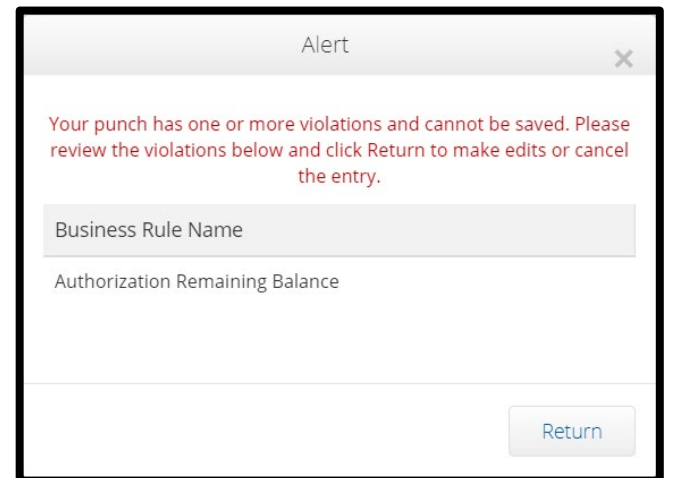 Alert
Your punch has one or more violations and cannot be saved. Please
review the violations below and click Return to make edits or cancel
the entry.
Business Rule Name
Authorization Remaining Balance
Return